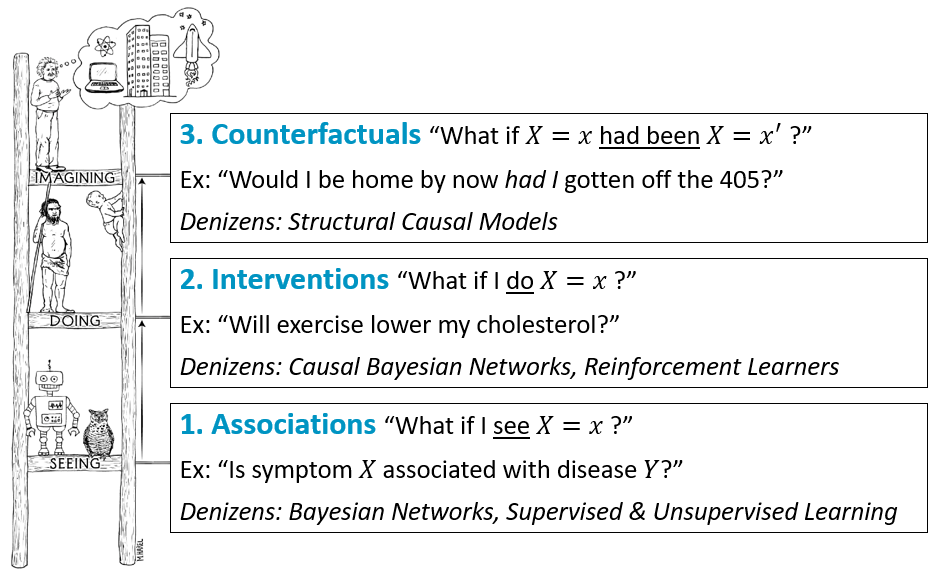 3. Counterfactuals “What if X = x had been X = x′ ?”
IMAGINING
Ex: “Would I be home by now had I gotten off the 405?”
Denizens: Structural Causal Models
2. Interventions “What if I do X = x ?”
DOING
Ex: “Will exercise lower my cholesterol?”
Denizens: Causal Bayesian Networks, Reinforcement Learners
1. Associations “What if I see X = x ?”
SEEING
Ex: “Is symptom X associated with disease Y?”
Denizens: Bayesian Networks, Supervised & Unsupervised Learning
M.HAREL